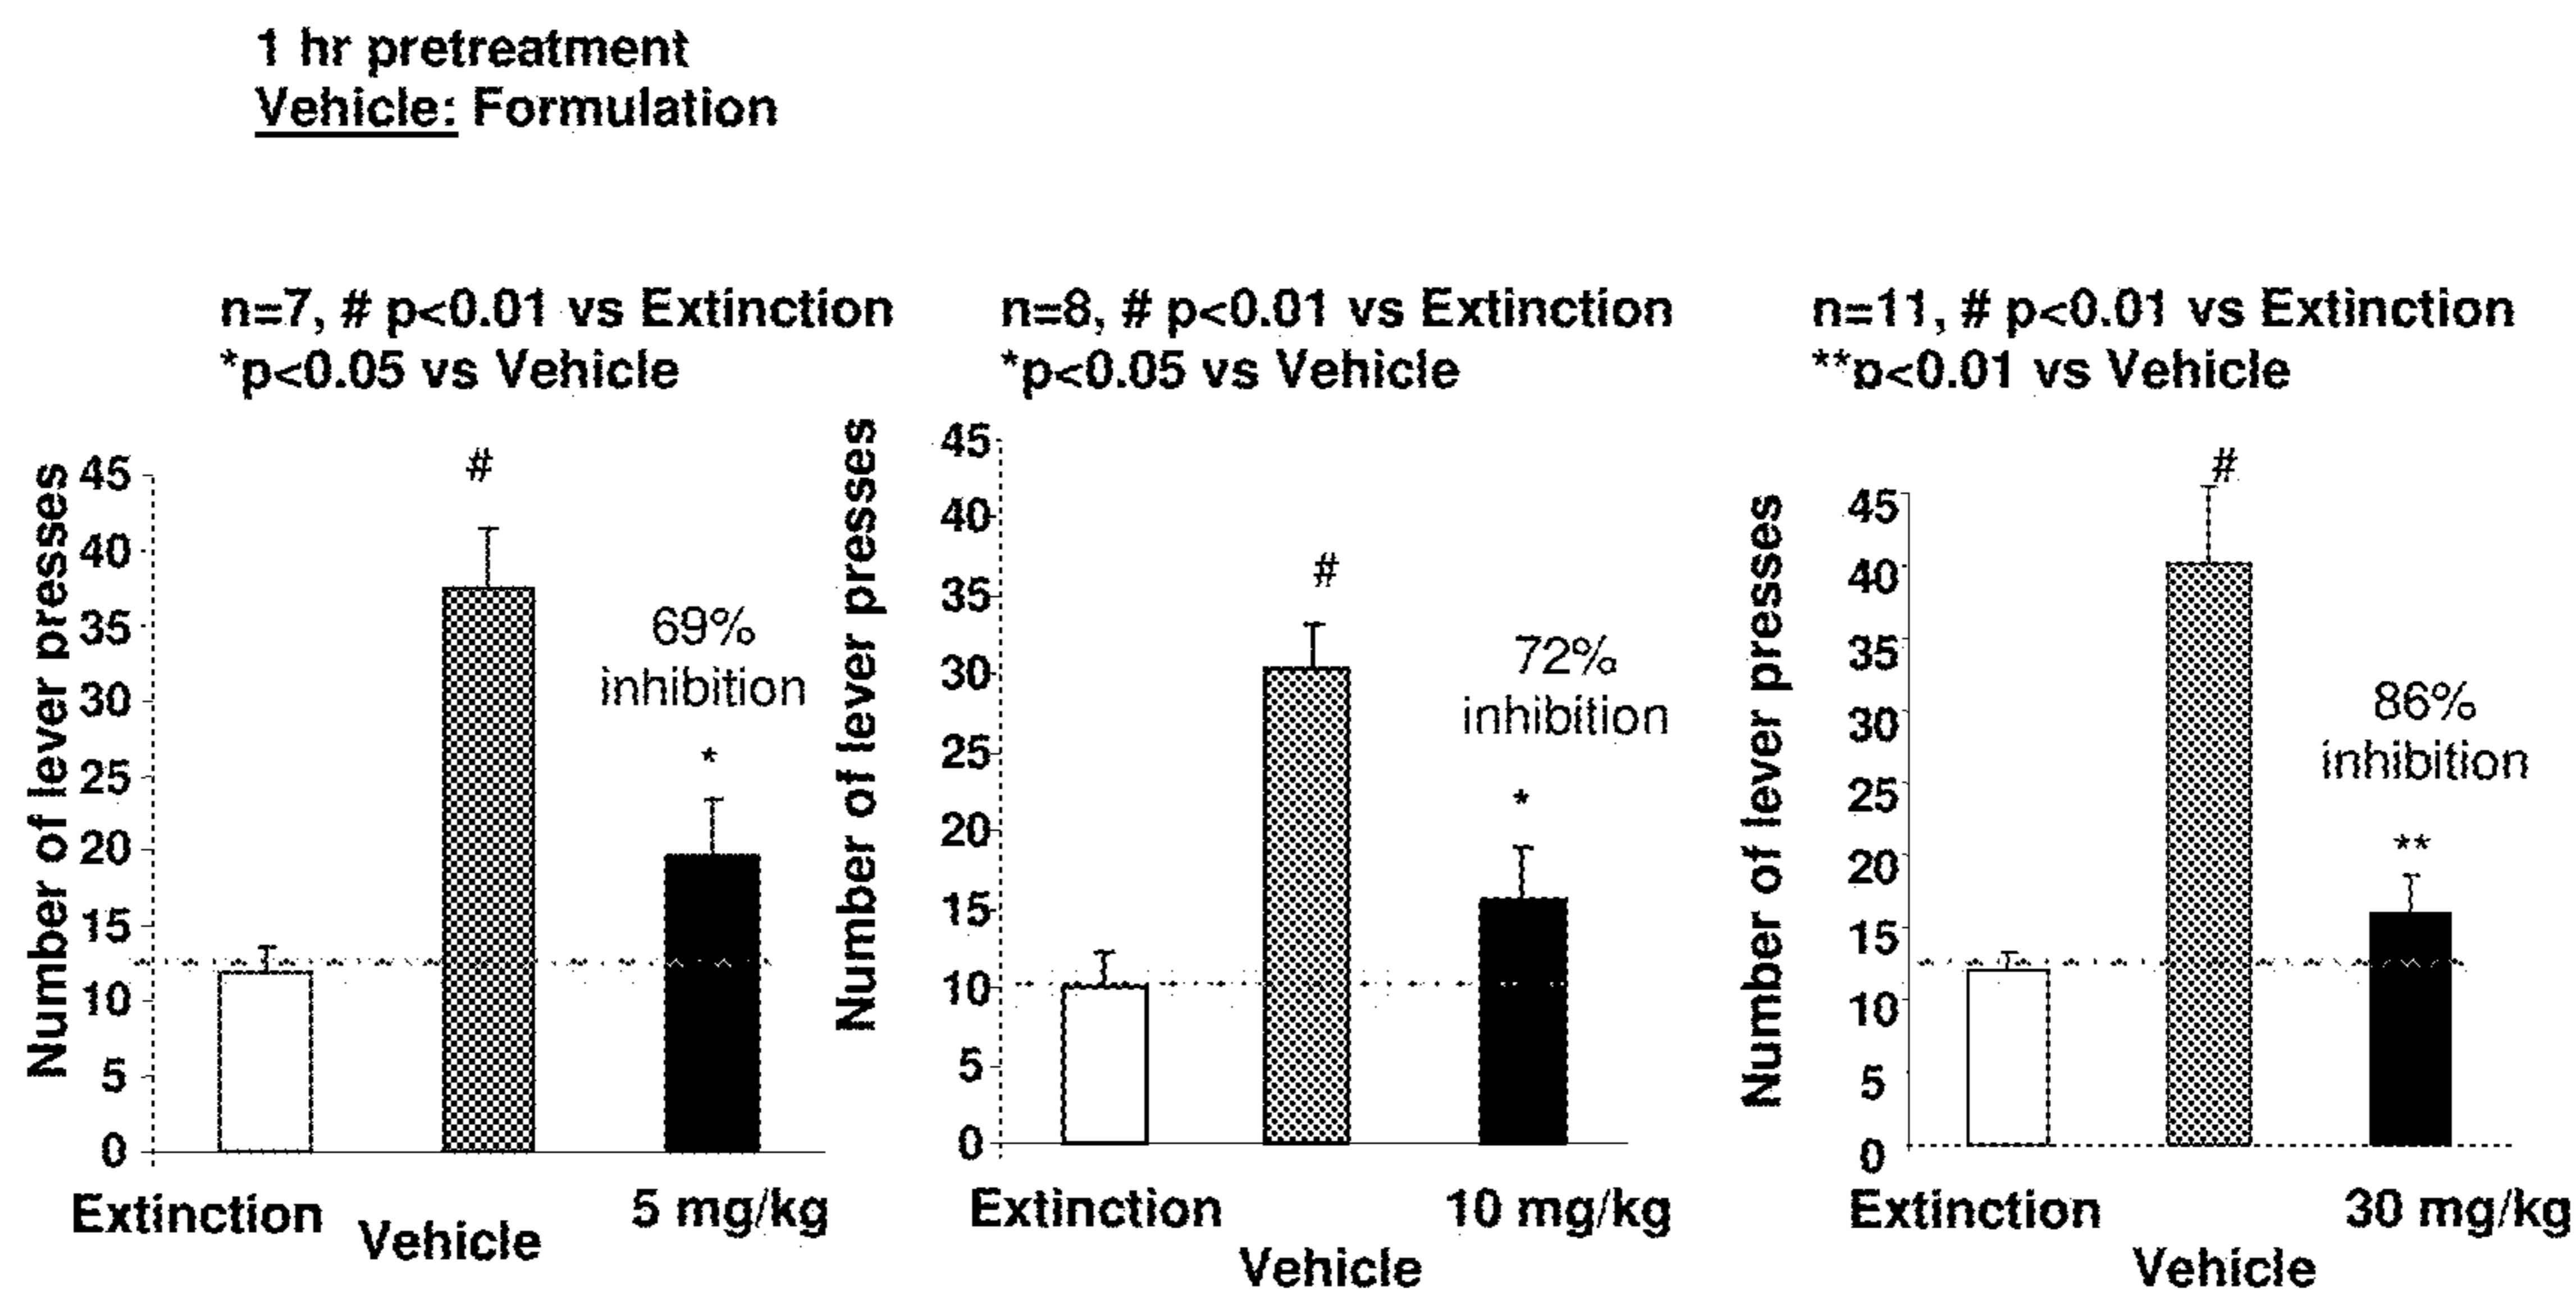 1 hr pretreatment
Vehicle: Formulation
n=7, # p<0.01 vs Extinction
*p<0.05 vs Vehicle
Number of lever presses
45
40
35
30
25
20
15
10
5
0
#
69%
inhibition
*
Extinction
Vehicle
5 mg/kg
n=8, # p<0.01 vs Extinction
*p<0.05 vs Vehicle
Number of lever presses
45
40
35
30
25
20
15
10
5
0
#
72%
inhibition
*
Extinction
Vehicle
10 mg/kg
n=11, # p<0.01 vs Extinction
**p<0.01 vs Vehicle
Number of lever presses
45
40
35
30
25
20
15
10
5
0
#
86%
inhibition
**
Extinction
Vehicle
30 mg/kg